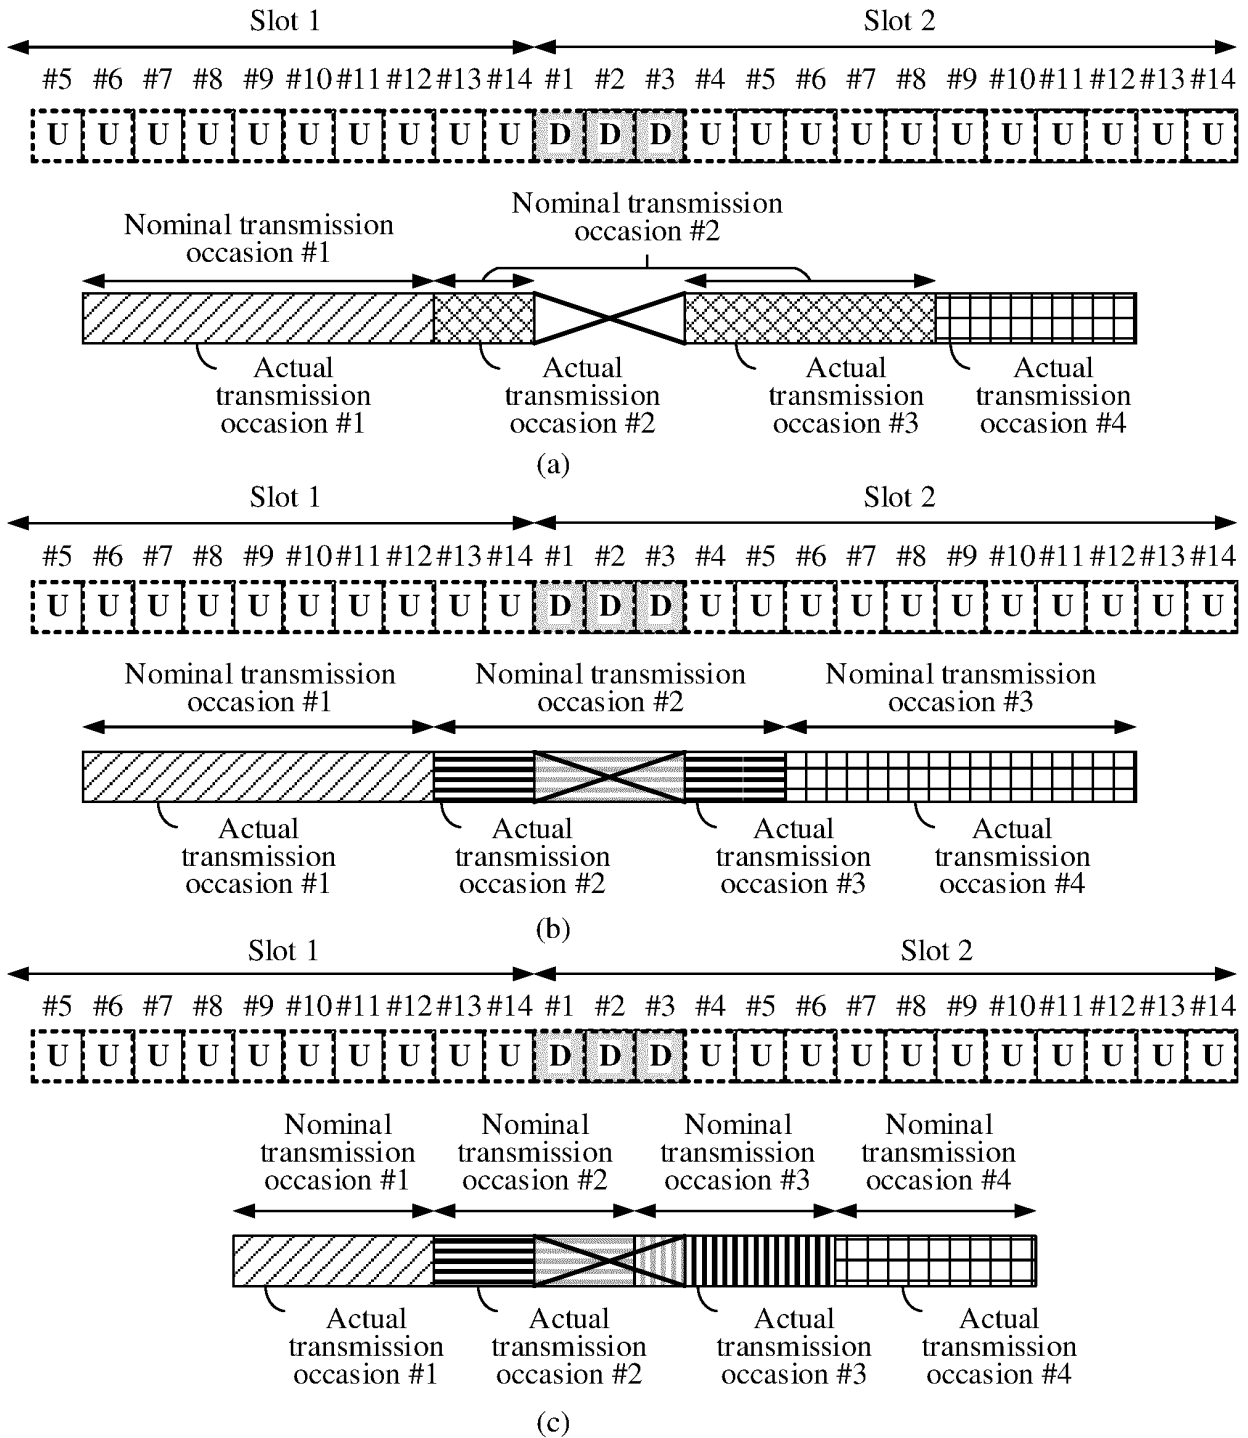 Slot 1 Slot 2
#5 #6 #7 #8 #9 #10 #11 #12 #13 #14 #1 #2 #3 #4 #5 #6 #7 #8 #9 #10 #11 #12 #13 #14
U U U U U U U U U U D D D U U U U U U U U U U U
Nominal transmission
occasion #1
Nominal transmission
occasion #2
Actual
transmission
occasion #1
Actual
transmission
occasion #2
Actual
transmission
occasion #3
Actual
transmission
occasion #4
(a)
Slot 1 Slot 2
#5 #6 #7 #8 #9 #10 #11 #12 #13 #14 #1 #2 #3 #4 #5 #6 #7 #8 #9 #10 #11 #12 #13 #14
U U U U U U U U U U D D D U U U U U U U U U U U
Nominal transmission
occasion #1
Nominal transmission
occasion #2
Nominal transmission
occasion #3
Actual
transmission
occasion #1
Actual
transmission
occasion #2
Actual
transmission
occasion #3
Actual
transmission
occasion #4
(b)
Slot 1 Slot 2
#5 #6 #7 #8 #9 #10 #11 #12 #13 #14 #1 #2 #3 #4 #5 #6 #7 #8 #9 #10 #11 #12 #13 #14
U U U U U U U U U U D D D U U U U U U U U U U U
Nominal
transmission
occasion #1
Nominal
transmission
occasion #2
Nominal
transmission
occasion #3
Nominal
transmission
occasion #4
Actual
transmission
occasion #1
Actual
transmission
occasion #2
Actual
transmission
occasion #3
Actual
transmission
occasion #4
(c)